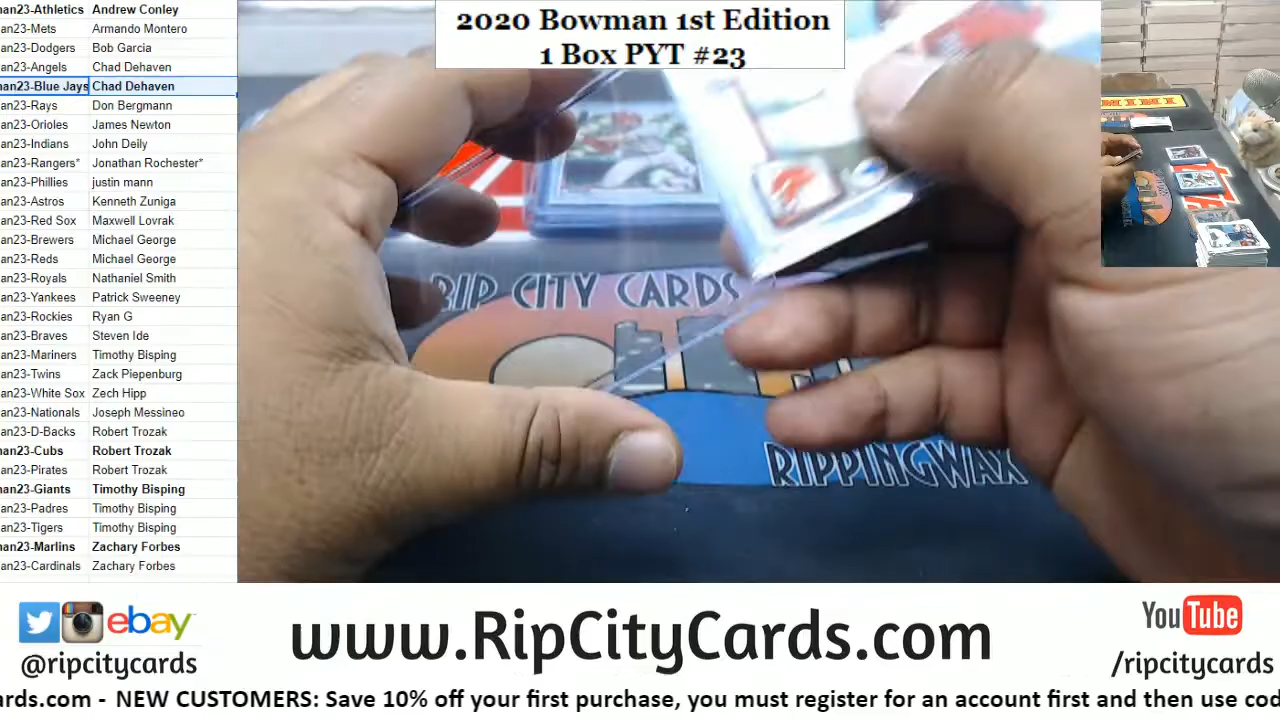 2020 Bowman 1st Edition
1 Box PYT #23
an23-Athletics Andrew Conley
an23-Mets Armando Montero
an23-Dodgers Bob Garcia
an23-Angels Chad Dehaven
an23-Blue Jays Chad Dehaven
an23-Rays Don Bergmann
an23-Orioles James Newton
an23-Indians John Deily
an23-Rangers* Jonathan Rochester*
an23-Phillies justin mann
an23-Astros Kenneth Zuniga
an23-Red Sox Maxwell Lovrak
an23-Brewers Michael George
an23-Reds Michael George
an23-Royals Nathaniel Smith
an23-Yankees Patrick Sweeney
an23-Rockies Ryan G
an23-Braves Steven Ide
an23-Mariners Timothy Bisping
an23-Twins Zack Piepenburg
an23-White Sox Zech Hipp
an23-Nationals Joseph Messineo
an23-D-Backs Robert Trozak
an23-Cubs Robert Trozak
an23-Pirates Robert Trozak
an23-Giants Timothy Bisping
an23-Padres Timothy Bisping
an23-Tigers Timothy Bisping
an23-Marlins Zachary Forbes
an23-Cardinals Zachary Forbes
RIP CITY CARDS
RIPPINGWAX
MINI
ebay
@ripcitycards
www.RipCityCards.com
YouTube
/ripcitycards
ards.com - NEW CUSTOMERS: Save 10% off your first purchase, you must register for an account first and then use cod